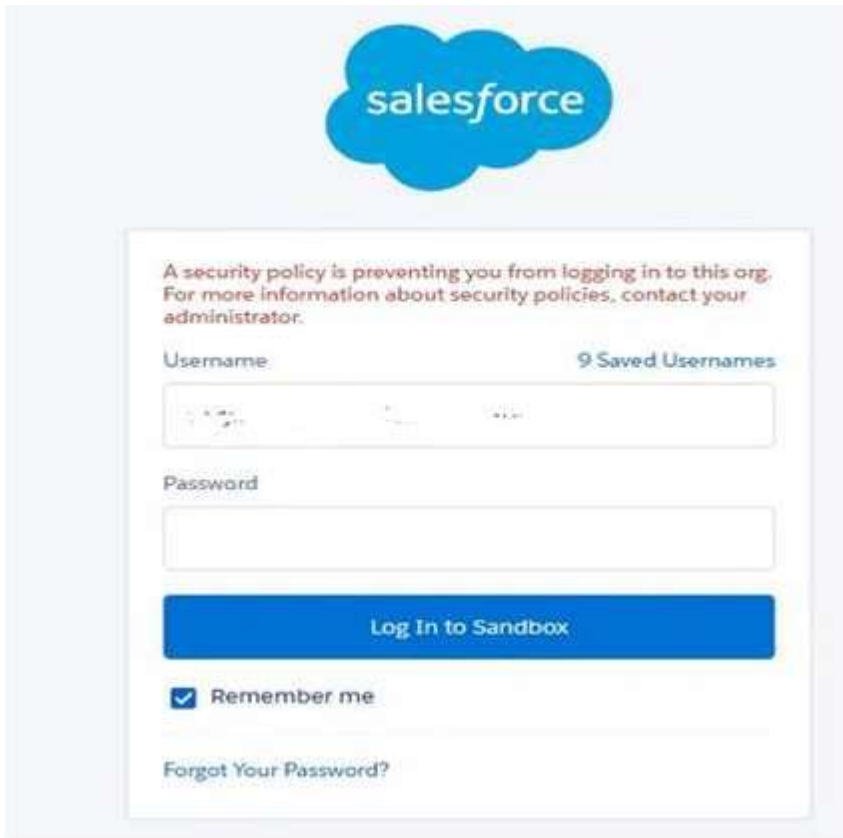 salesforce
A security policy is preventing you from logging in to this org.
For more information about security policies, contact your
administrator.
Username 9 Saved Usernames
Password
Log In to Sandbox
Remember me
Forgot Your Password?